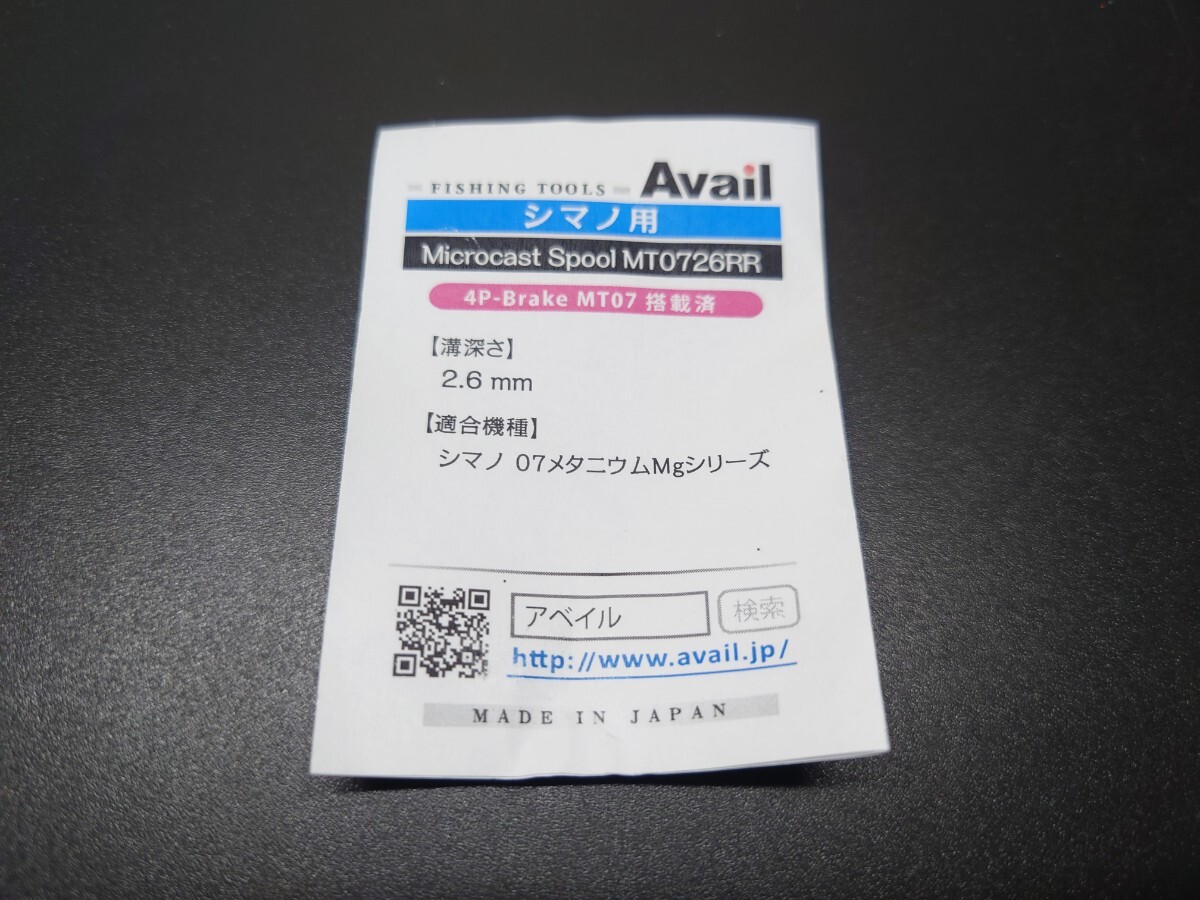 FISHING TOOLS Avail
シマノ用
Microcast Spool MT0726RR
4P-Brake MT07 搭載済
【溝深さ】
2.6 mm
【適合機種】
シマノ 07メタニウムMgシリーズ
アベイル 検索
http://www.avail.jp/
MADE IN JAPAN